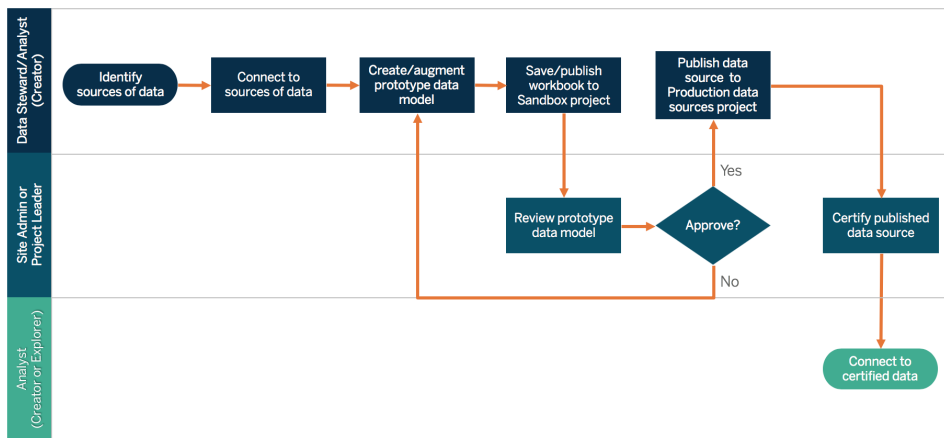 Data Steward/Analyst
(Creator)
Identify
sources of data
Connect to
sources of data
Create/augment
prototype data
model
Save/publish
workbook to
Sandbox project
Publish data
source to
Production data
sources project
Site Admin or
Project Leader
Review prototype
data model
Approve?
Yes
No
Certify published
data source
Analyst
(Creator or Explorer)
Connect to
certified data